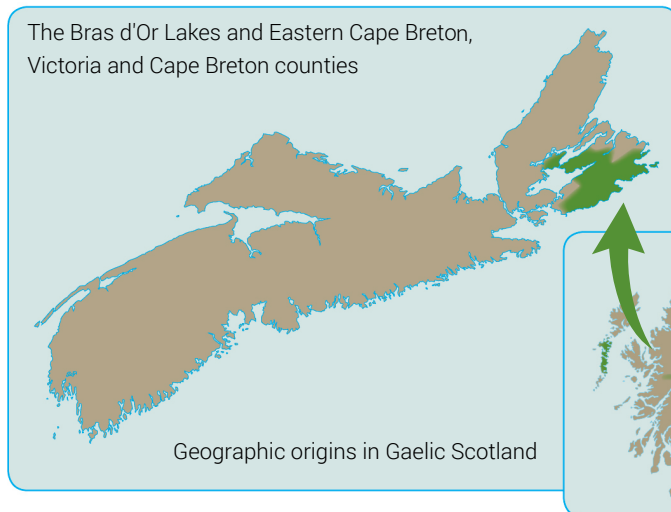 The Bras d'Or Lakes and Eastern Cape Breton,
Victoria and Cape Breton counties
Geographic origins in Gaelic Scotland